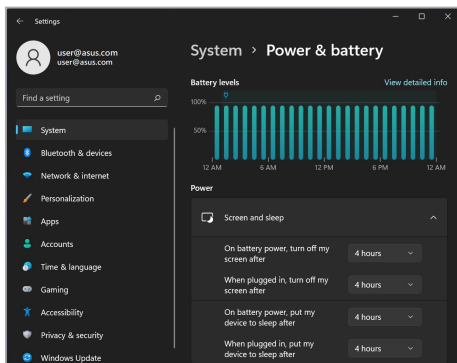 Settings
user@asus.com
user@asus.com
System > Power & battery
Find a setting
System
Bluetooth & devices
Network & internet
Personalization
Apps
Accounts
Time & language
Gaming
Accessibility
Privacy & security
Windows Update
Battery levels
View detailed info
100%
50%
12 AM 6 AM 12 PM 6 PM 12 AM
Power
Screen and sleep
On battery power, turn off my
screen after
4 hours
When plugged in, turn off my
screen after
4 hours
On battery power, put my
device to sleep after
4 hours
When plugged in, put my
device to sleep after
4 hours